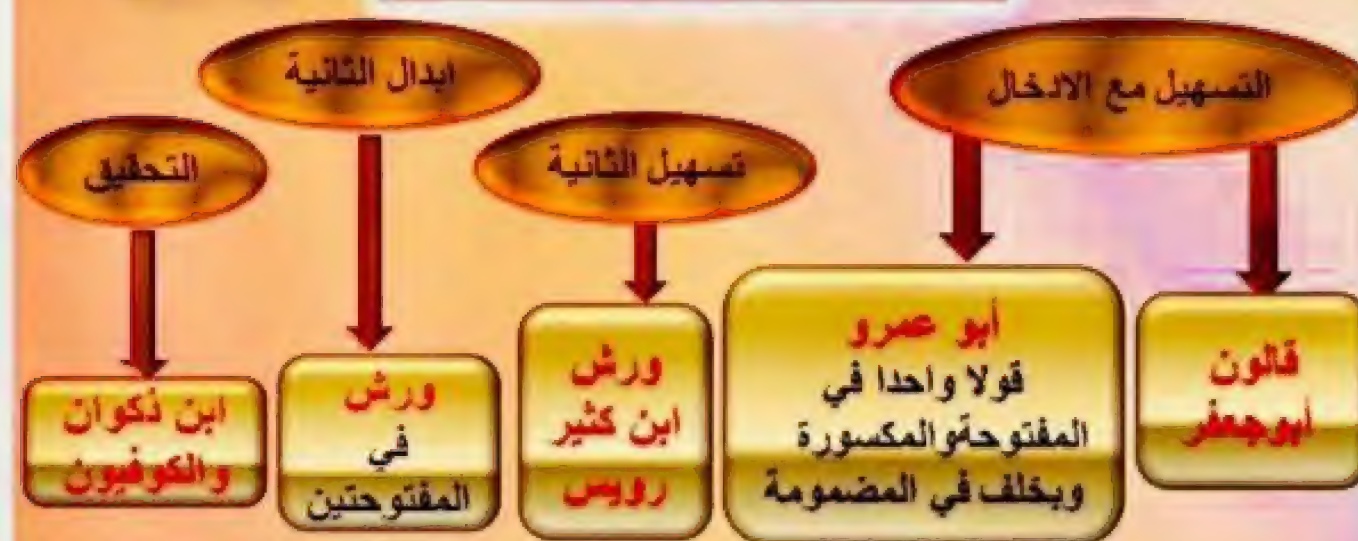 التسهيل مع الادخال
ابدال الثانية
تسهيل الثانية
التحقيق
قالون
أبوجعفر
أبو عمرو
قولا واحدا في
المفتوحةوالمكسورة
وبخلف في المضمومة
ورش
ابن كثير
رويس
ورش
في
المفتوحتين
ابن ذكوان
والكوفيون